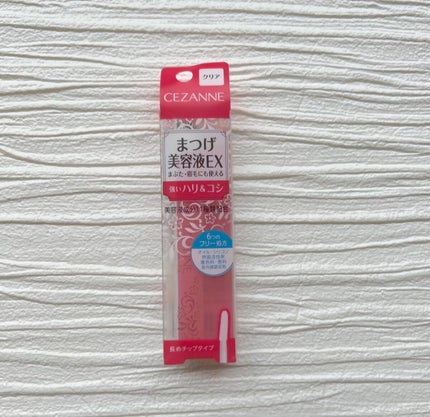 クリア
CEZANNE
まつげ
美容液EX
まぶた・眉毛にも使える
強いハリ&コシ
6つの
フリー処方
長めチップタイプ